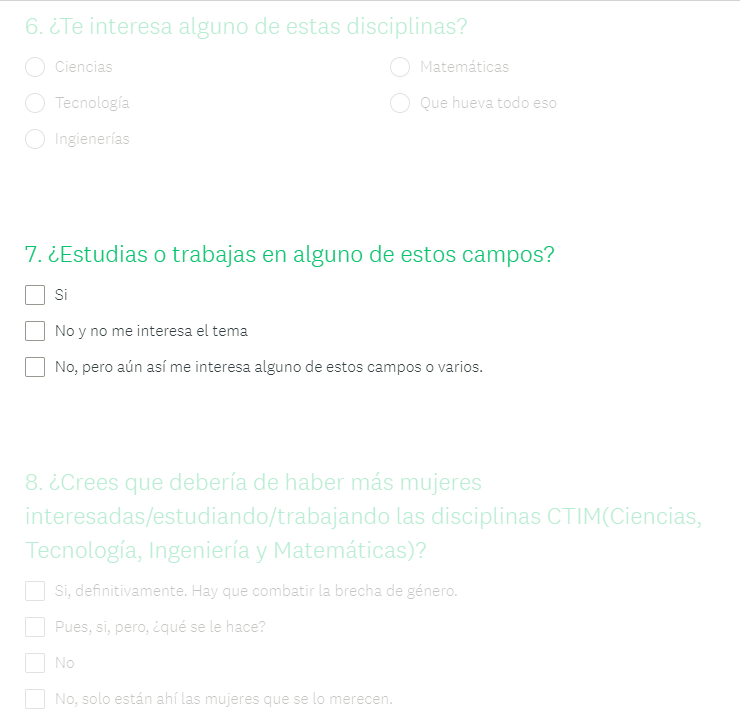 6. ¿Te interesa alguno de estas disciplinas?
Ciencias
Matemáticas
Tecnología
Que hueva todo eso
Ingienerías
7. ¿Estudias o trabajas en alguno de estos campos?
Si
No y no me interesa el tema
No, pero aún así me interesa alguno de estos campos o varios.
8. ¿Crees que debería de haber más mujeres
interesadas/estudiando/trabajando las disciplinas CTIM(Ciencias,
Tecnología, Ingeniería y Matemáticas)?
Si, definitivamente. Hay que combatir la brecha de género.
Pues, si, pero, ¿qué se le hace?
No
No, solo están ahí las mujeres que se lo merecen.